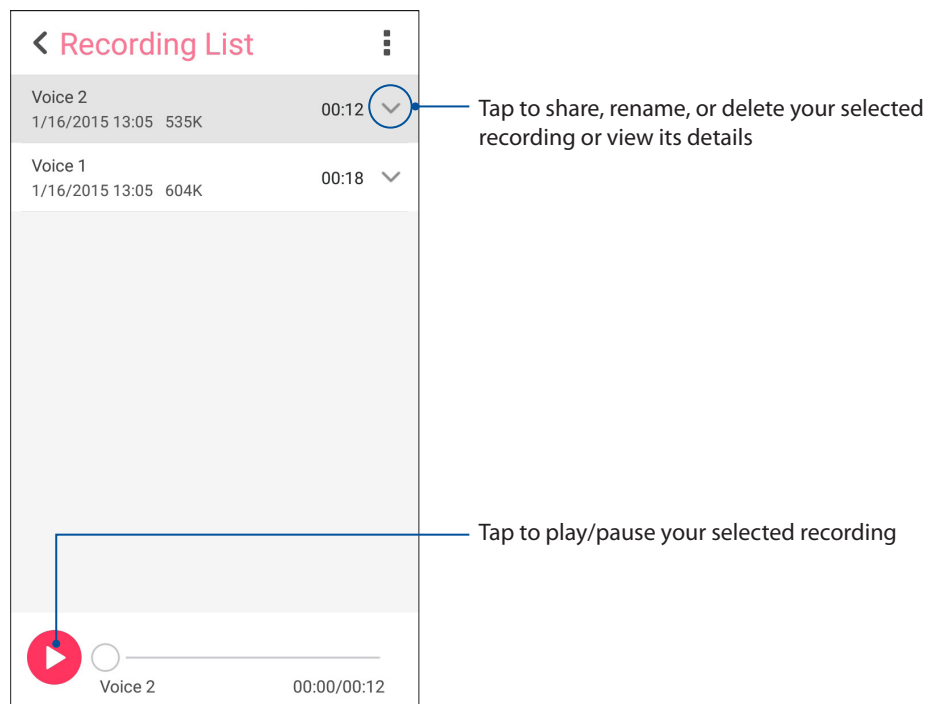 Recording List
Voice 2
1/16/2015 13:05 535K
00:12
Tap to share, rename, or delete your selected
recording or view its details
Voice 1
1/16/2015 13:05 604K
00:18
Tap to play/pause your selected recording
Voice 2
00:00/00:12